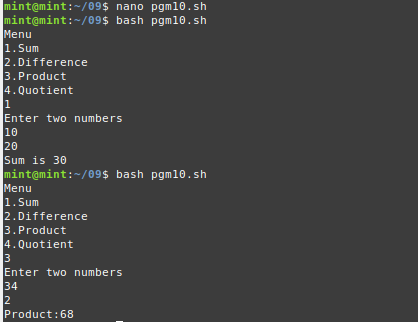 mint@mint:~/09$ nano pgm10.sh
mint@mint:~/09$ bash pgm10.sh
Menu
1.Sum
2.Difference
3.Product
4.Quotient
1
Enter two numbers
10
20
Sum is 30
mint@mint:~/09$ bash pgm10.sh
Menu
1.Sum
2.Difference
3.Product
4.Quotient
3
Enter two numbers
34
2
Product:68